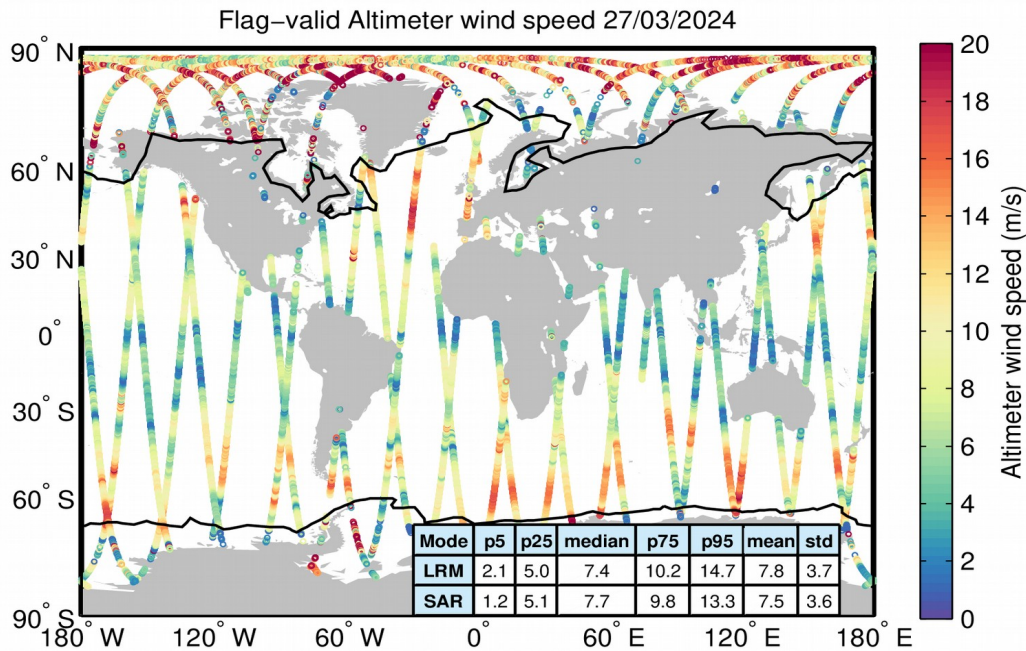 Flag-valid Altimeter wind speed 27/03/2024
90° N
60° N
30° N
0°
30° S
60° S
90° S
180° W
120° W
60° W
0°
60° E
120° E
180° E
Mode p5 p25 median p75 p95 mean std
LRM 2.1 5.0 7.4 10.2 14.7 7.8 3.7
SAR 1.2 5.1 7.7 9.8 13.3 7.5 3.6
20
18
16
14
12
10
8
6
4
2
0
Altimeter wind speed (m/s)